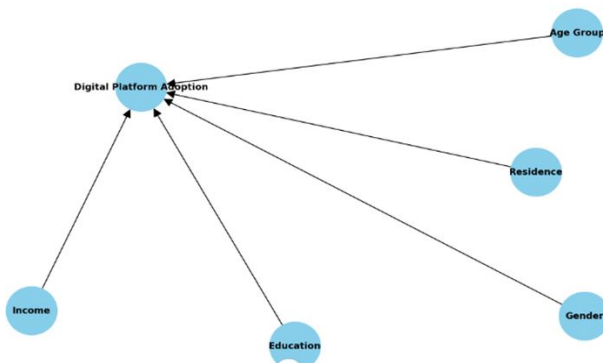 Age Group
Digital Platform Adoption
Residence
Income
Gender
Education